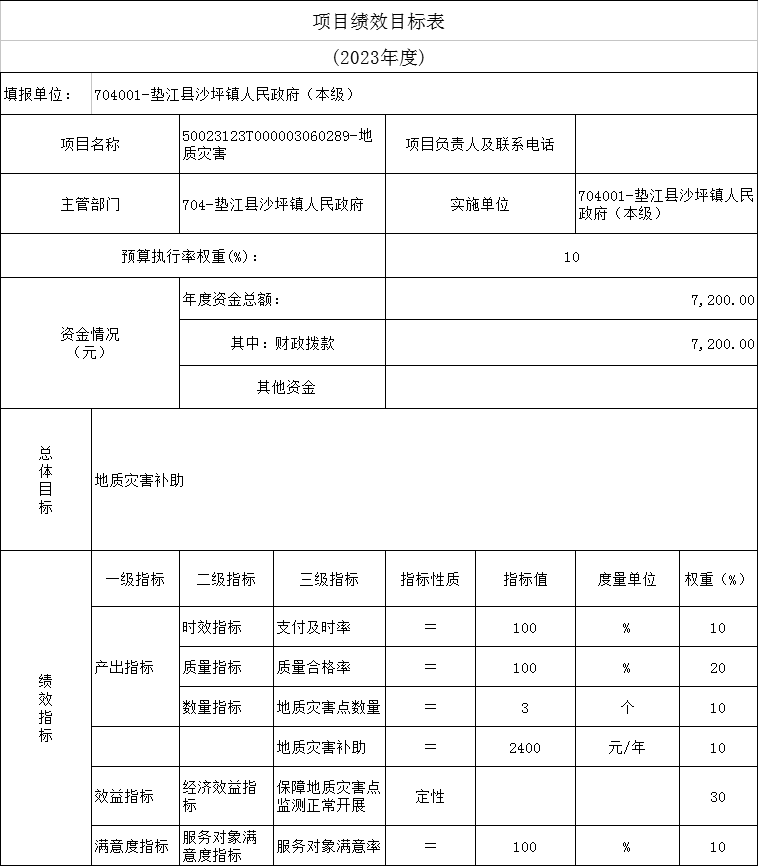 项目绩效目标表
(2023年度)
填报单位： 704001-垫江县沙坪镇人民政府（本级）
项目名称 50023123T000003060289-地质灾害 项目负责人及联系电话
主管部门 704-垫江县沙坪镇人民政府 实施单位 704001-垫江县沙坪镇人民政府（本级）
预算执行率权重(%)： 10
资金情况（元） 年度资金总额： 7,200.00
其中：财政拨款 7,200.00
其他资金
总体目标 地质灾害补助
绩效指标 一级指标 二级指标 三级指标 指标性质 指标值 度量单位 权重（%）
产出指标 时效指标 支付及时率 ＝ 100 % 10
质量指标 质量合格率 ＝ 100 % 20
数量指标 地质灾害点数量 ＝ 3 个 10
地质灾害补助 ＝ 2400 元/年 10
效益指标 经济效益指标 保障地质灾害点监测正常开展 定性 30
满意度指标 服务对象满意度指标 服务对象满意率 ＝ 100 % 10